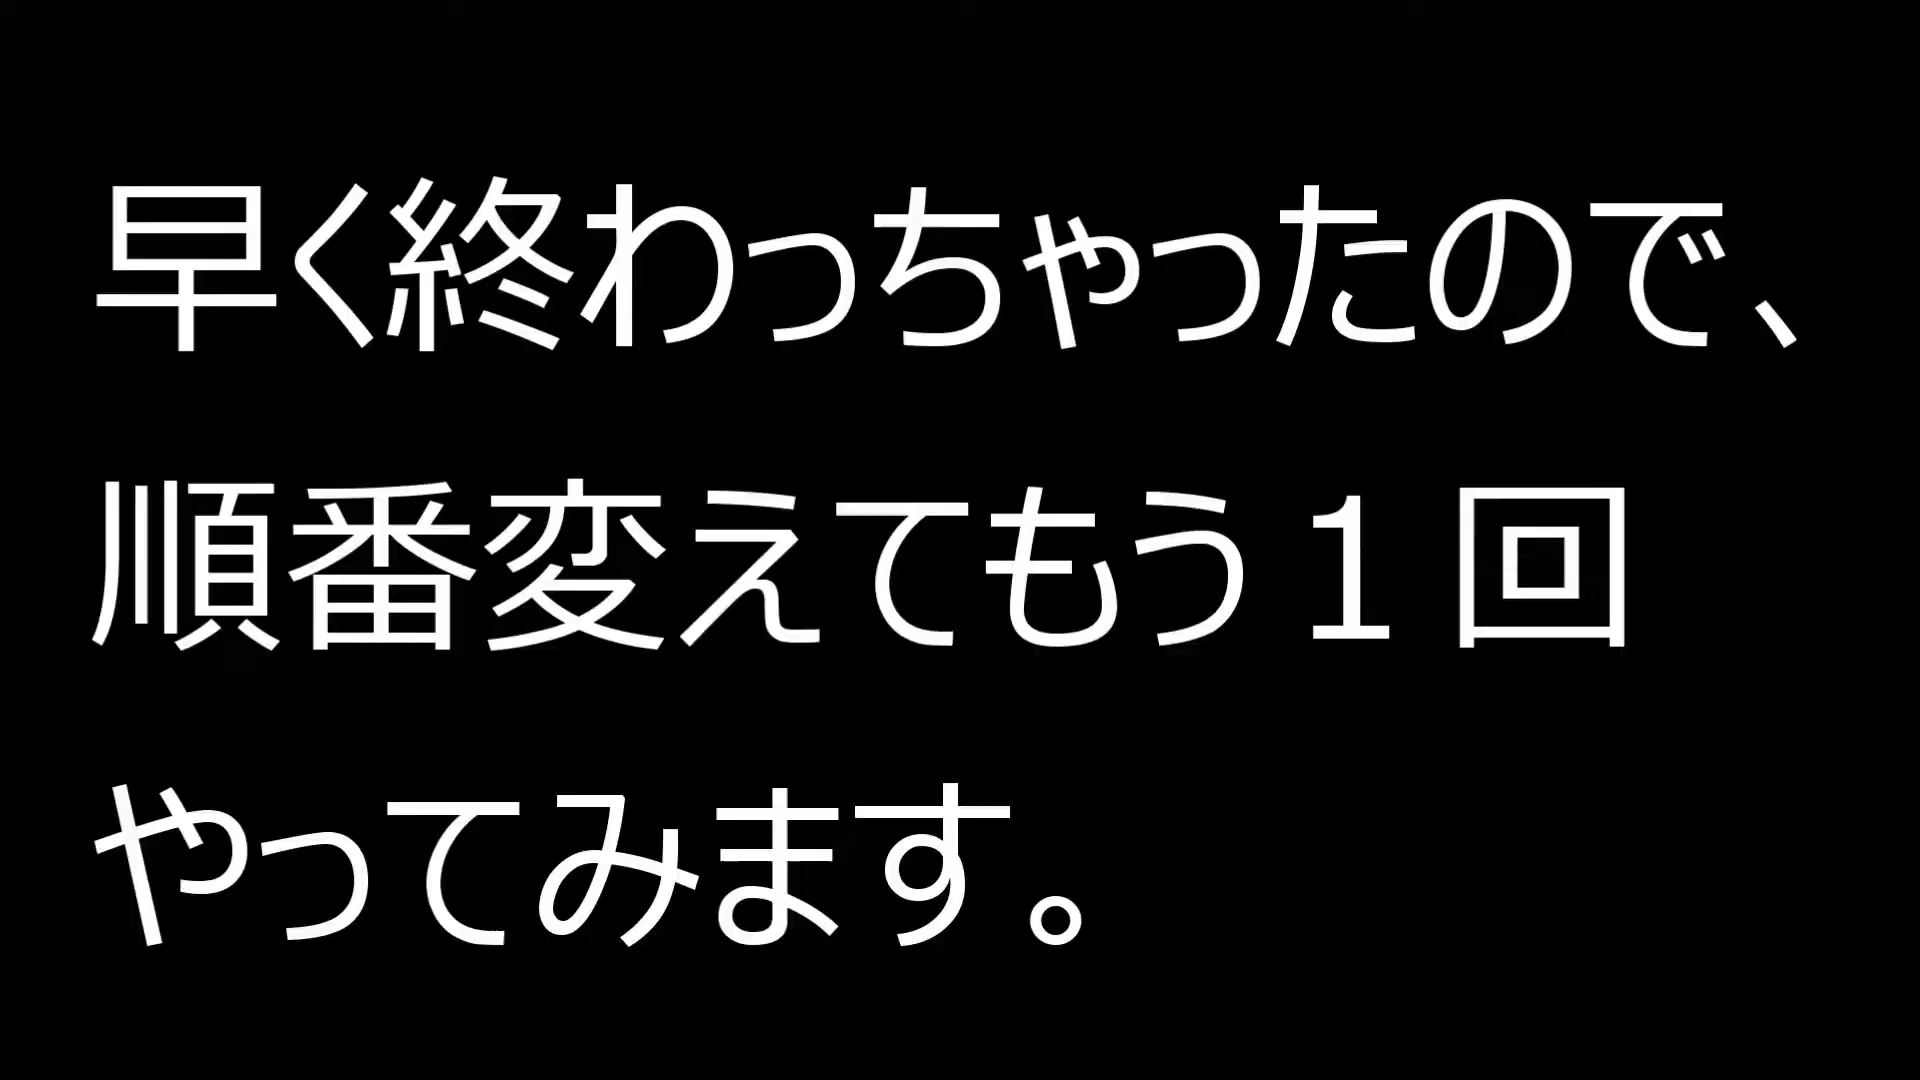 早く終わっちゃったので、
順番変えてもう１回
やってみます。